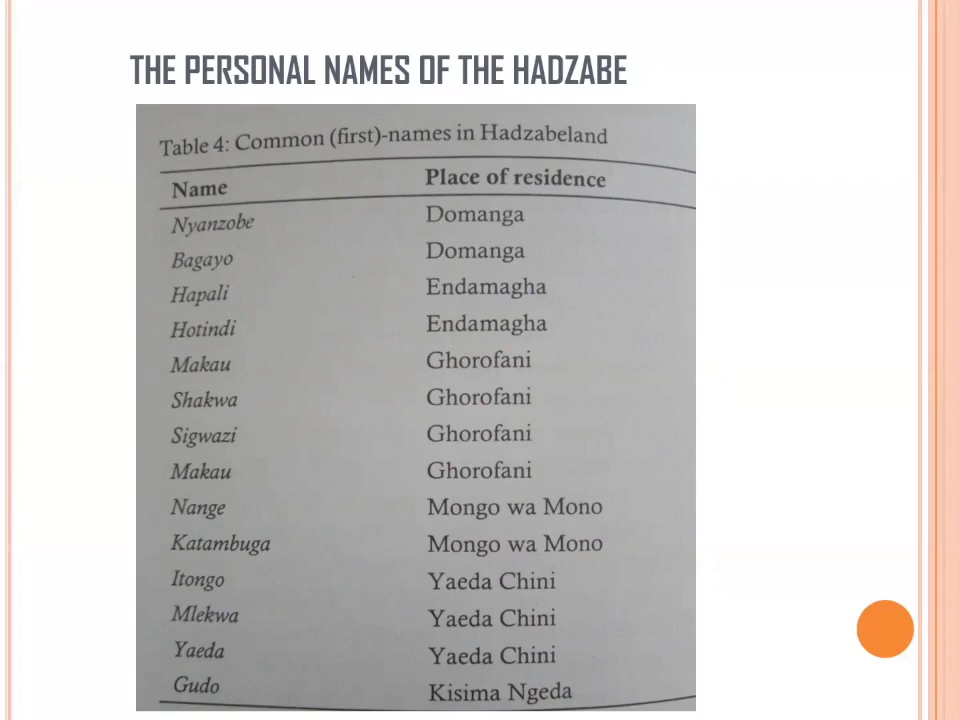 THE PERSONAL NAMES OF THE HADZABE
Table 4: Common (first)-names in Hadzabeland
Name Place of residence
Nyanzobe Domanga
Bagayo Domanga
Hapali Endamagha
Hotindi Endamagha
Makau Ghorofani
Shakwa Ghorofani
Sigwazi Ghorofani
Makau Ghorofani
Nange Mongo wa Mono
Katambuga Mongo wa Mono
Itongo Yaeda Chini
Mlekwa Yaeda Chini
Yaeda Yaeda Chini
Gudo Kisima Ngeda